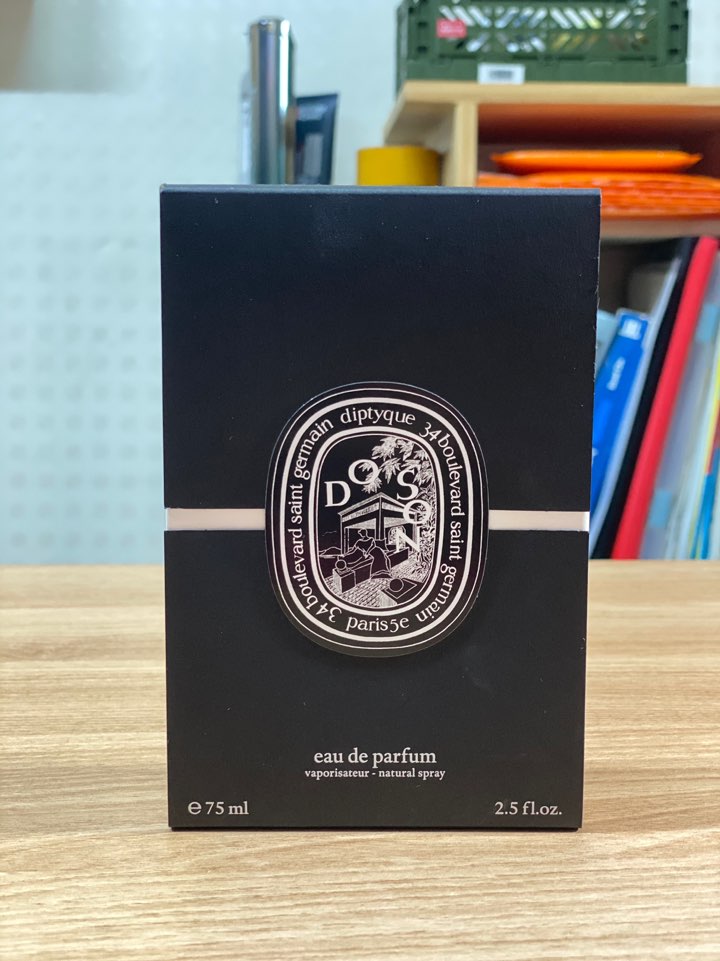 diptyque 34 boulevard saint germain paris 5e 34 boulevard saint germain
DO SON
eau de parfum
vaporisateur - natural spray
℮ 75 ml
2.5 fl.oz.